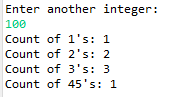 Enter another integer:
100
Count of 1's: 1
Count of 2's: 2
Count of 3's: 3
Count of 45's: 1